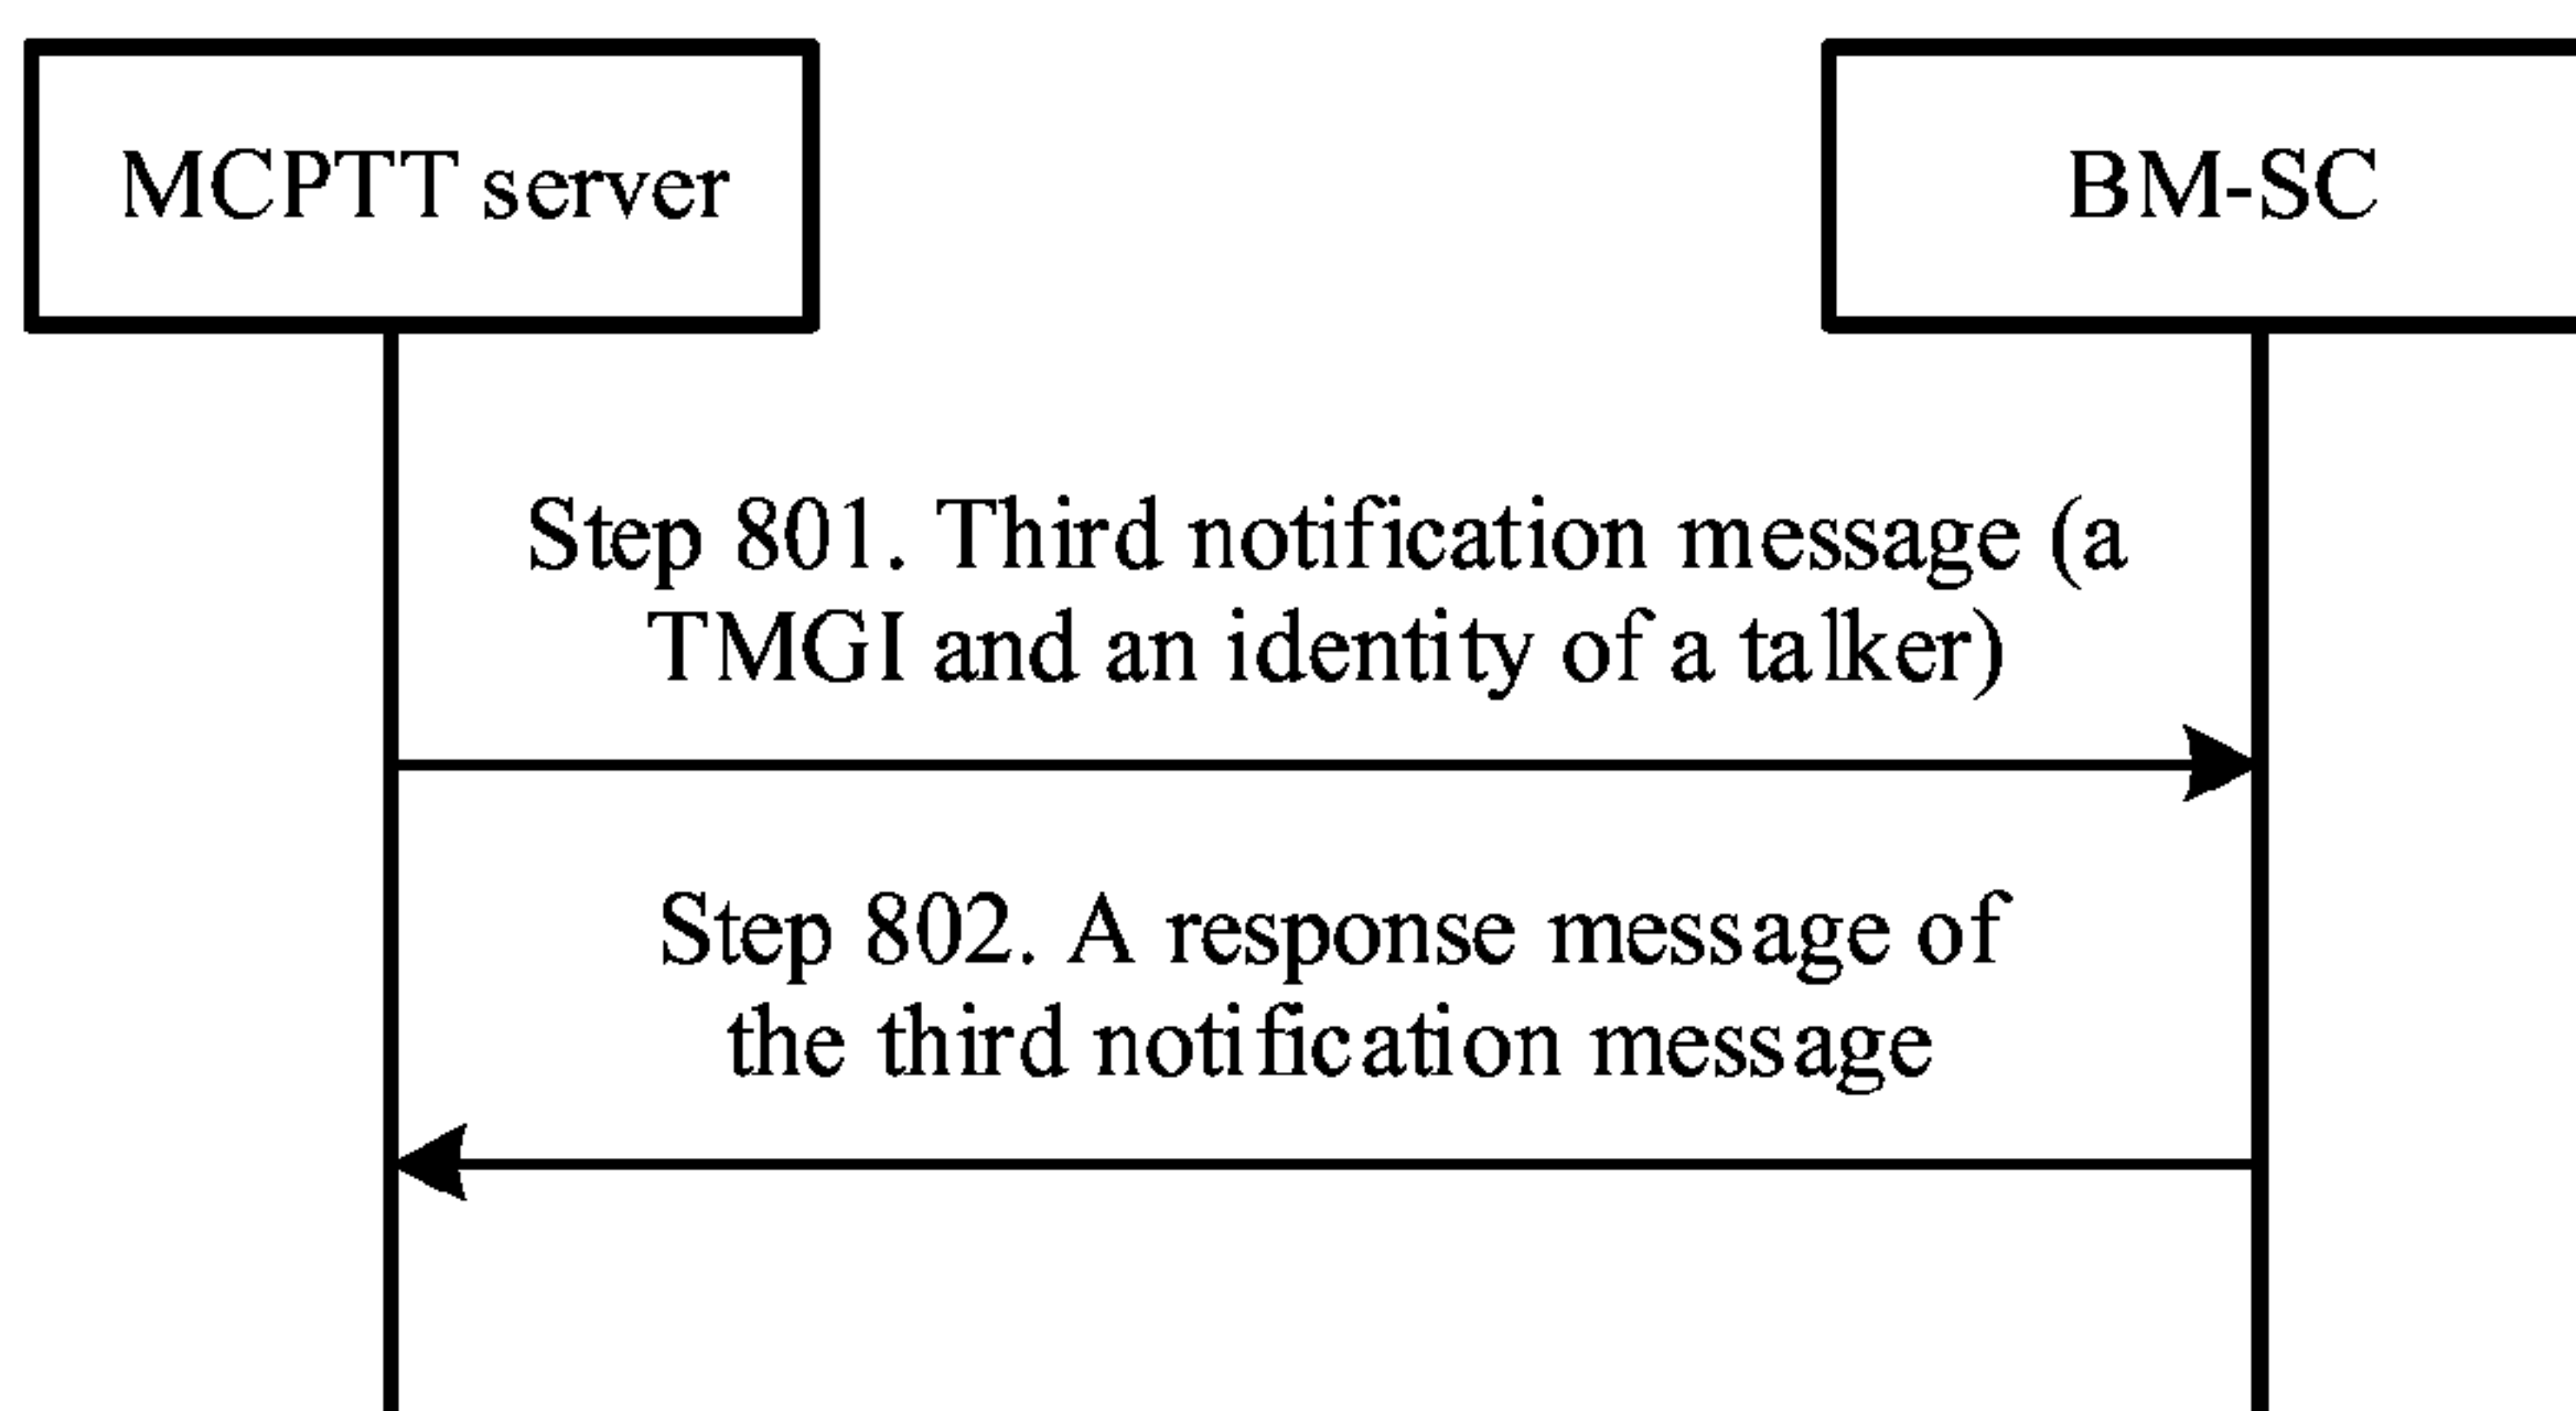 MCPTT server
BM-SC
Step 801. Third notification message (a
TMGI and an identity of a talker)
Step 802. A response message of
the third notification message